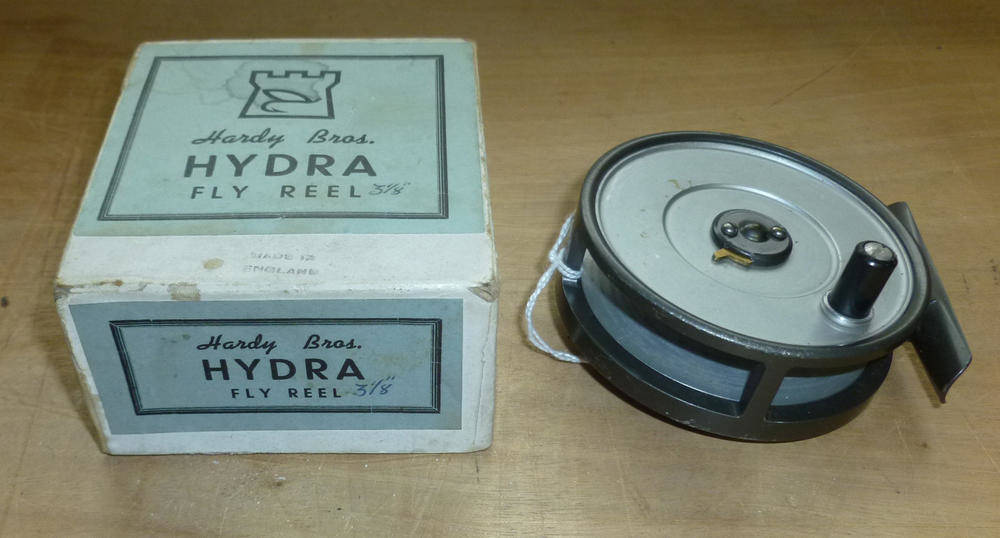 Hardy Bros.
HYDRA
FLY REEL 3 1/8"
MADE IN
ENGLAND
Hardy Bros.
HYDRA
FLY REEL 3 1/8"